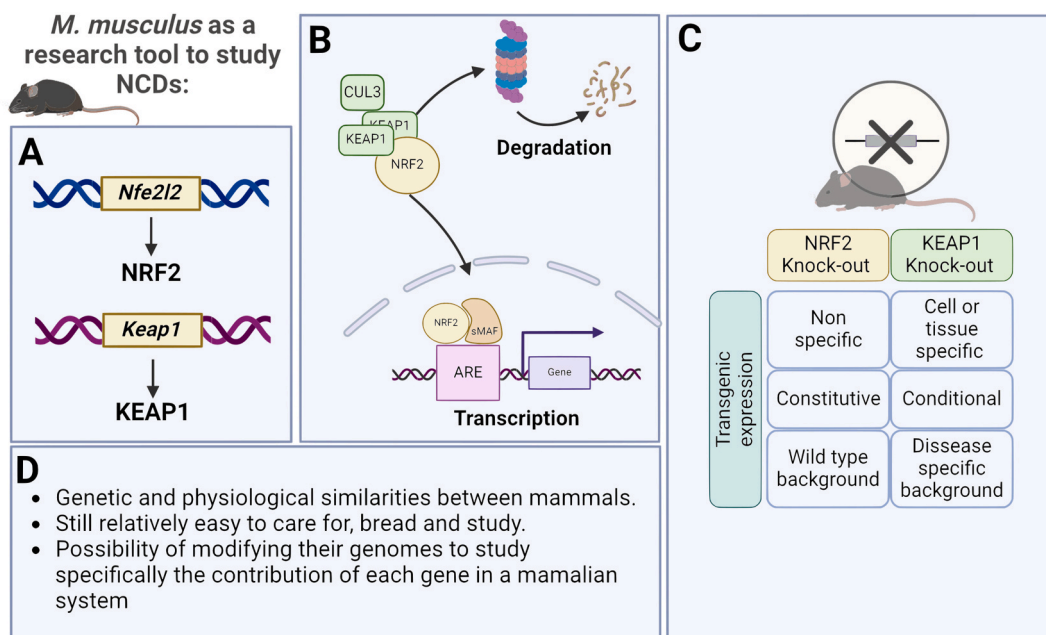 M. musculus as a
research tool to study
NCDs:
A
Nfe2l2
NRF2
Keap1
KEAP1
B
CUL3
KEAP1
KEAP1
NRF2
Degradation
NRF2
sMAF
ARE
Gene
Transcription
C
NRF2
Knock-out
KEAP1
Knock-out
Transgenic
expression
Non
specific
Cell or
tissue
specific
Constitutive
Conditional
Wild type
background
Dissease
specific
background
D
• Genetic and physiological similarities between mammals.
• Still relatively easy to care for, bread and study.
• Possibility of modifying their genomes to study
specifically the contribution of each gene in a mamalian
system